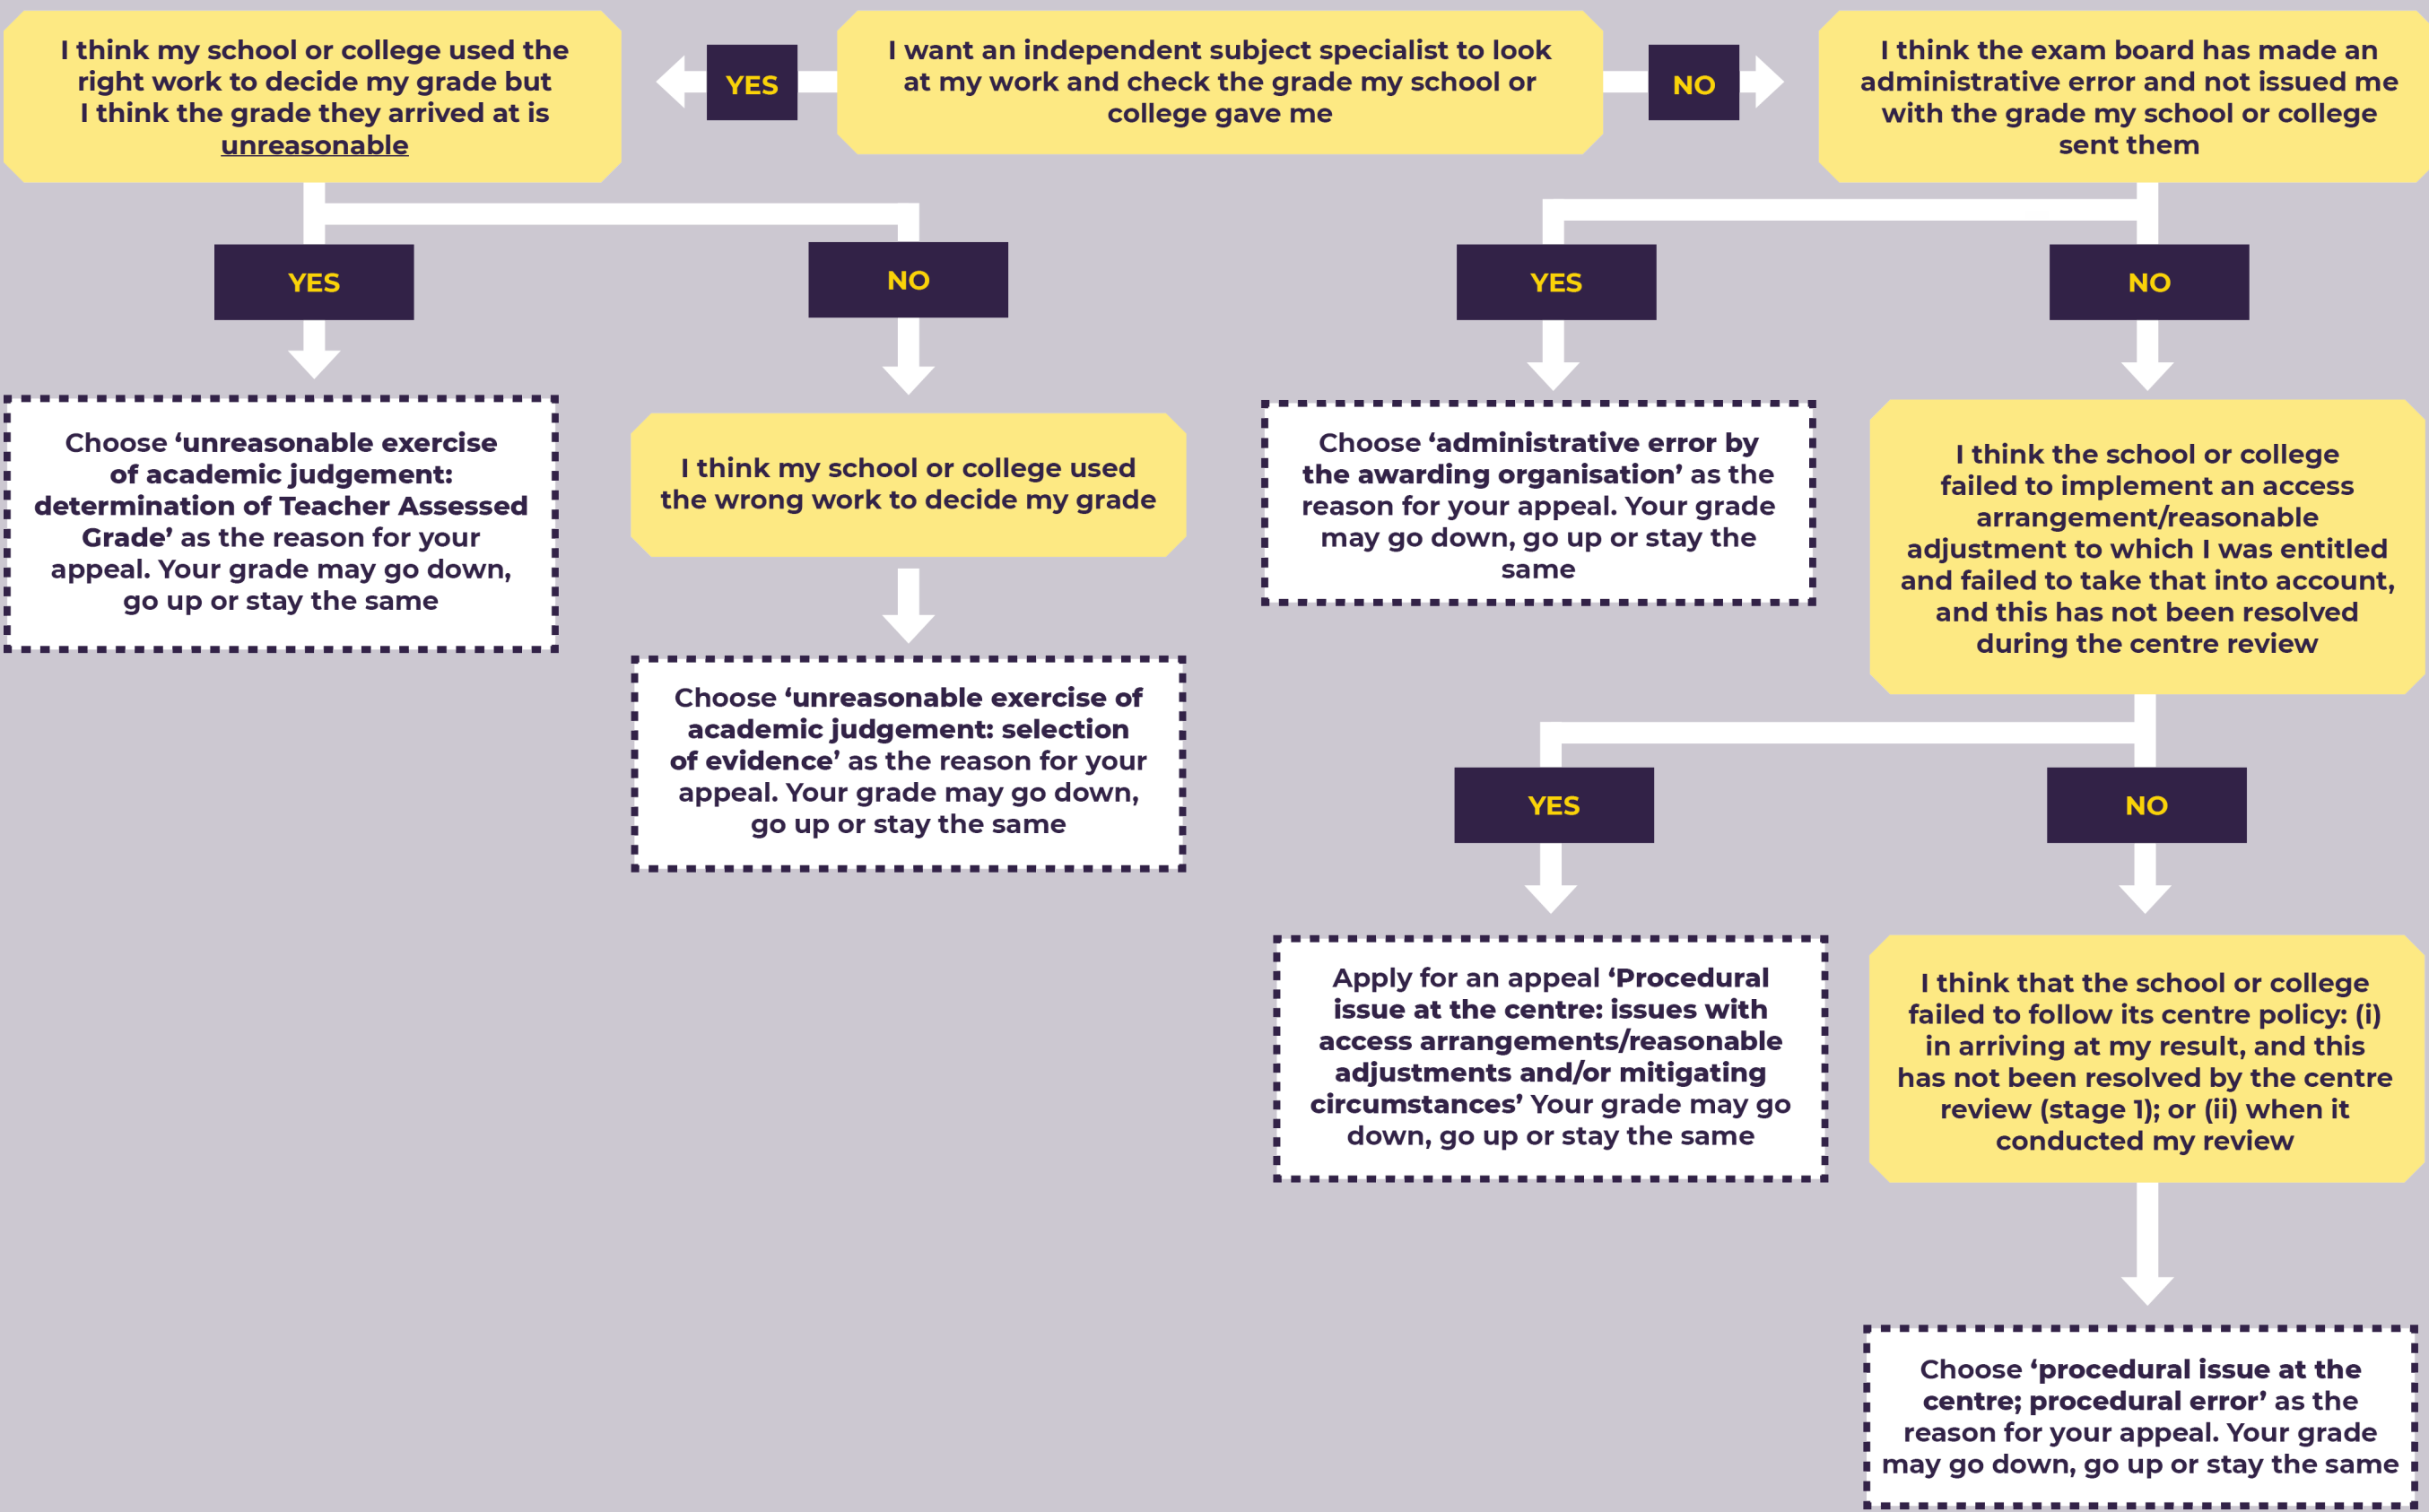 I think my school or college used the
right work to decide my grade but
I think the grade they arrived at is
unreasonable
YES
I want an independent subject specialist to look
at my work and check the grade my school or
college gave me
NO
I think the exam board has made an
administrative error and not issued me
with the grade my school or college
sent them
YES
NO
YES
NO
Choose ‘unreasonable exercise
of academic judgement:
determination of Teacher Assessed
Grade’ as the reason for your
appeal. Your grade may go down,
go up or stay the same
I think my school or college used
the wrong work to decide my grade
Choose ‘unreasonable exercise of
academic judgement: selection
of evidence’ as the reason for your
appeal. Your grade may go down,
go up or stay the same
Choose ‘administrative error by
the awarding organisation’ as the
reason for your appeal. Your grade
may go down, go up or stay the
same
I think the school or college
failed to implement an access
arrangement/reasonable
adjustment to which I was entitled
and failed to take that into account,
and this has not been resolved
during the centre review
YES
NO
Apply for an appeal ‘Procedural
issue at the centre: issues with
access arrangements/reasonable
adjustments and/or mitigating
circumstances’ Your grade may go
down, go up or stay the same
I think that the school or college
failed to follow its centre policy: (i)
in arriving at my result, and this
has not been resolved by the centre
review (stage 1); or (ii) when it
conducted my review
Choose ‘procedural issue at the
centre; procedural error’ as the
reason for your appeal. Your grade
may go down, go up or stay the same